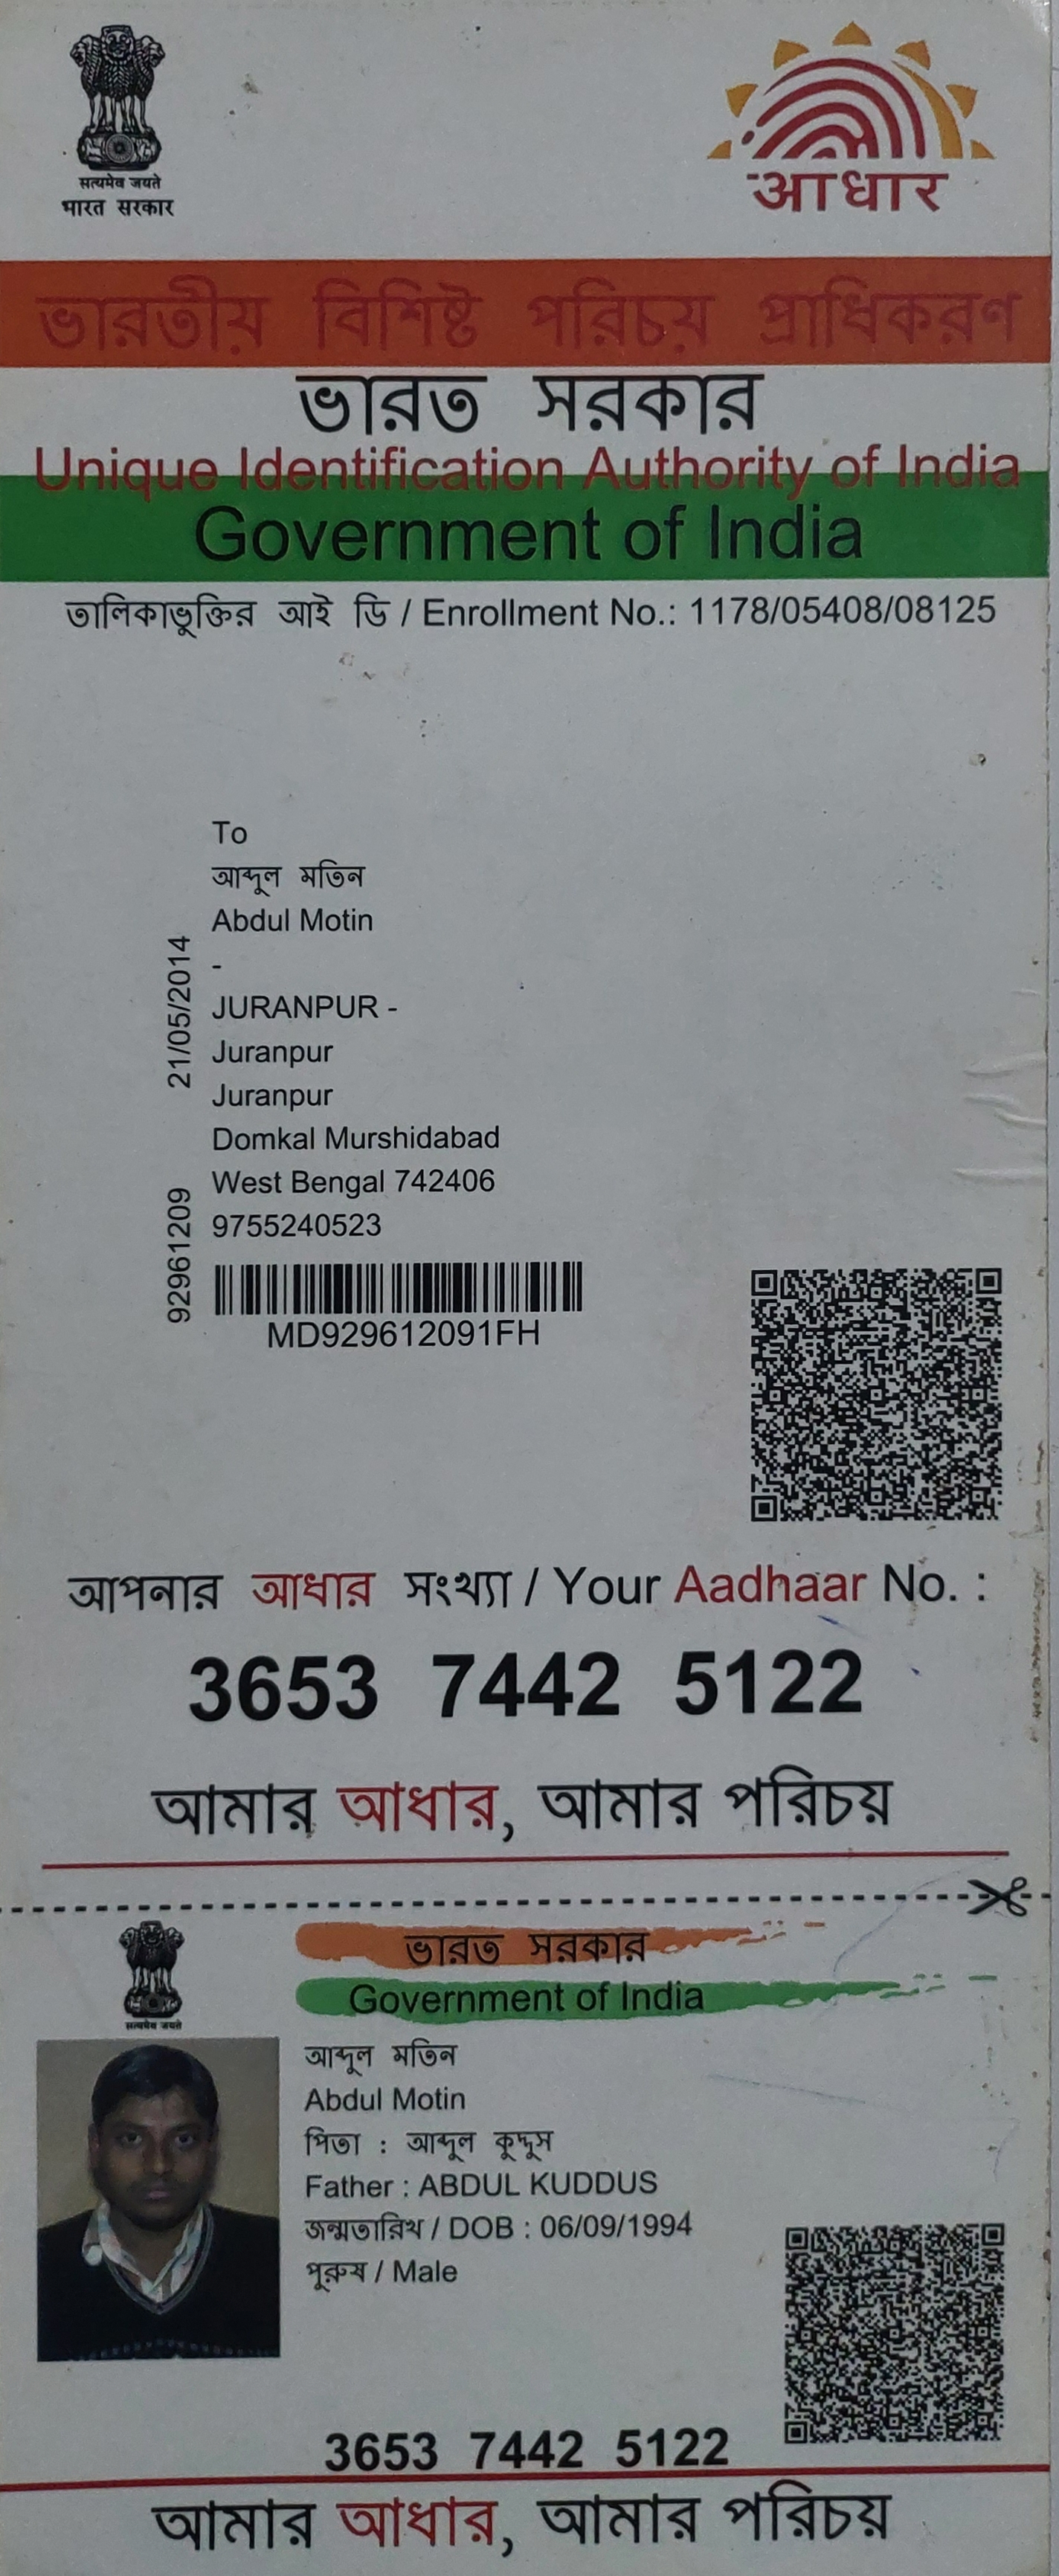 सत्यमेव जयते
भारत सरकार
आधार
ভারতীয় বিশিষ্ট পরিচয় প্রাধিকরণ
ভারত সরকার
Unique Identification Authority of India
Government of India
তালিকাভুক্তির আই ডি / Enrollment No.: 1178/05408/08125
To
আব্দুল মতিন
Abdul Motin
-
JURANPUR -
Juranpur
Juranpur
Domkal Murshidabad
West Bengal 742406
9755240523
21/05/2014
92961209
MD929612091FH
আপনার আধার সংখ্যা / Your Aadhaar No. :
3653 7442 5122
আমার আধার, আমার পরিচয়
सत्यमेव जयते
ভারত সরকার
Government of India
আব্দুল মতিন
Abdul Motin
পিতা : আব্দুল কুদ্দুস
Father : ABDUL KUDDUS
জন্মতারিখ / DOB : 06/09/1994
পুরুষ / Male
3653 7442 5122
আমার আধার, আমার পরিচয়